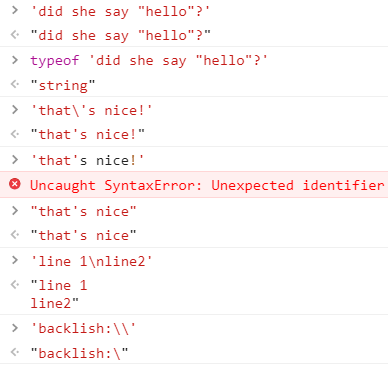 'did she say "hello"?'
"did she say "hello"?"
typeof 'did she say "hello"?'
"string"
'that\'s nice!'
"that's nice!"
'that's nice!'
Uncaught SyntaxError: Unexpected identifier
"that's nice"
"that's nice"
'line 1\nline2'
"line 1
line2"
'backlish:\\'
"backlish:\"